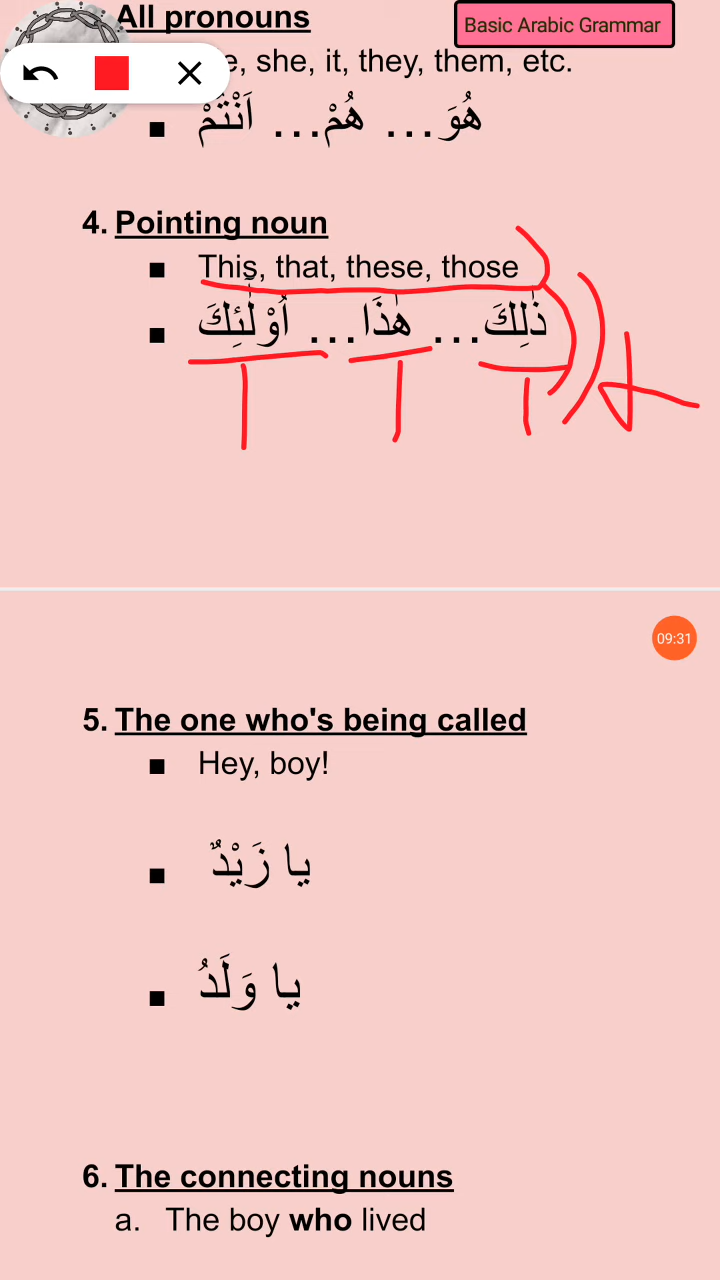 All pronouns
Basic Arabic Grammar
she, it, they, them, etc.
■ هُوَ... هُمْ... اَنْتُمْ
4. Pointing noun
■ This, that, these, those
■ ذٰلِكَ... هٰذَا... اُوْلٰئِكَ
09:31
5. The one who's being called
■ Hey, boy!
■ يا زَيْدٌ
■ يا وَلَدُ
6. The connecting nouns
a. The boy who lived